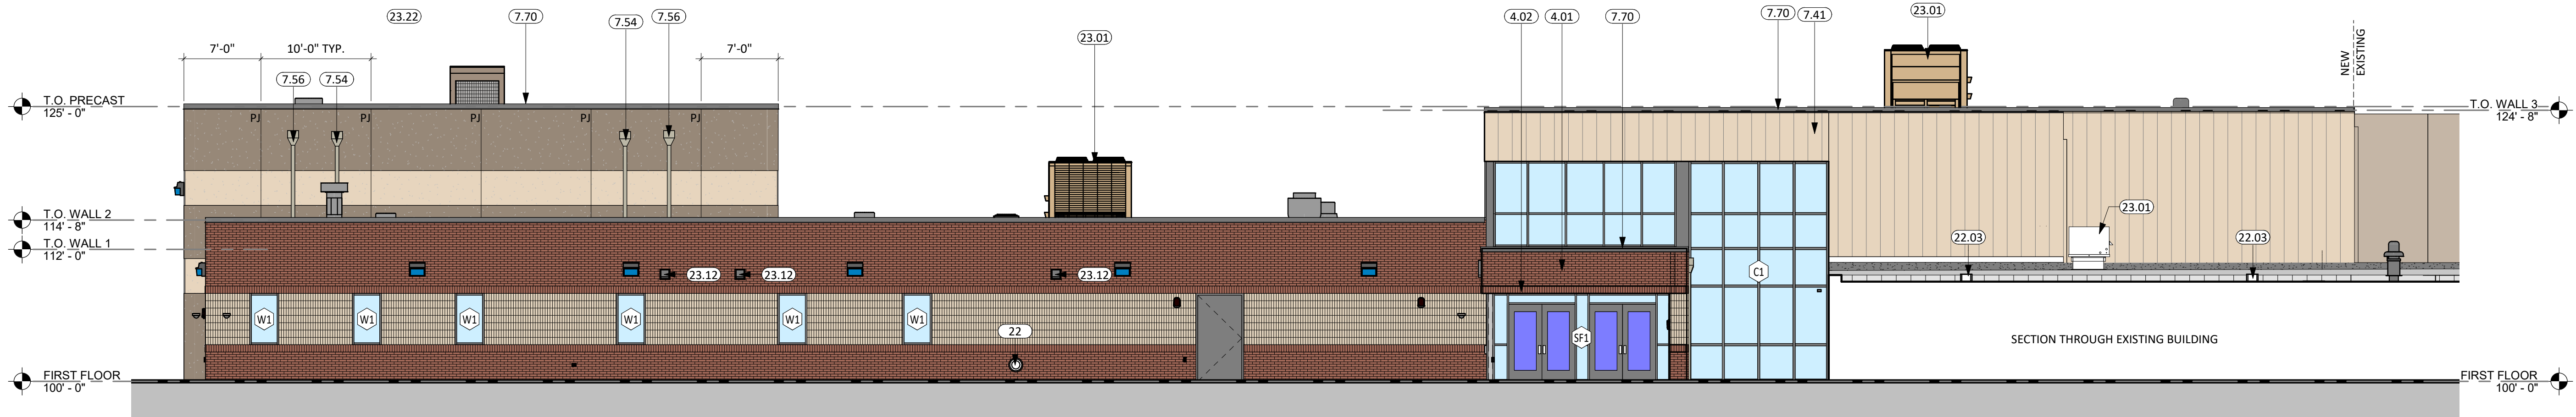 23.22
7.70
7.54
7.56
4.02
4.01
7.70
7.70
7.41
23.01
23.01
NEW
EXISTING
7'-0"
10'-0" TYP.
7'-0"
7.56
7.54
T.O. PRECAST
125' - 0"
T.O. WALL 3
124' - 8"
PJ
PJ
PJ
PJ
PJ
T.O. WALL 2
114' - 8"
23.01
T.O. WALL 1
112' - 0"
22.03
22.03
23.12
23.12
23.12
C1
W1
W1
W1
W1
W1
W1
22
SF1
SECTION THROUGH EXISTING BUILDING
FIRST FLOOR
100' - 0"
FIRST FLOOR
100' - 0"